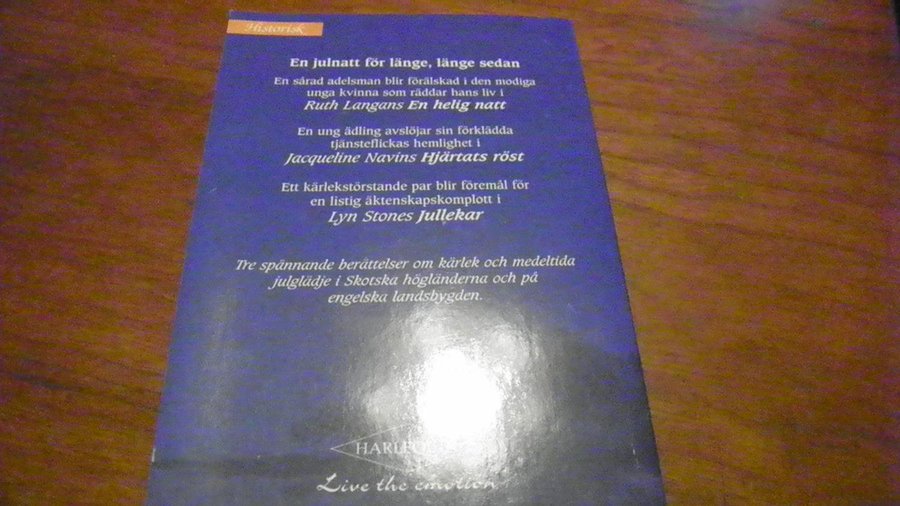 Historisk
En julnatt för länge, länge sedan
En sårad adelsman blir förälskad i den modiga
unga kvinna som räddar hans liv i
Ruth Langans En helig natt
En ung ädling avslöjar sin förklädda
tjänsteflickas hemlighet i
Jacqueline Navins Hjärtats röst
Ett kärlekstörstande par blir föremål för
en listig äktenskapskomplott i
Lyn Stones Jullekar
Tre spännande berättelser om kärlek och medeltida
julglädje i Skotska högländerna och på
engelska landsbygden.
Live the emotion